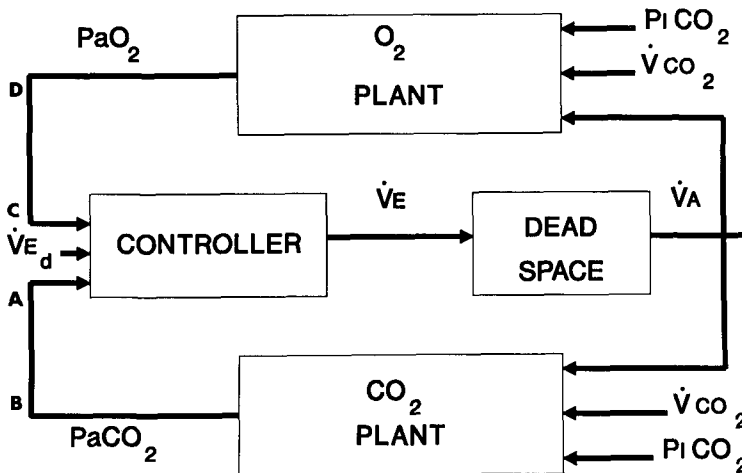 PaO2
O2
PLANT
PI CO2
V̇CO2
D
C
V̇Ed
A
B
CONTROLLER
V̇E
DEAD
SPACE
V̇A
CO2
PLANT
V̇CO2
PI CO2
PaCO2